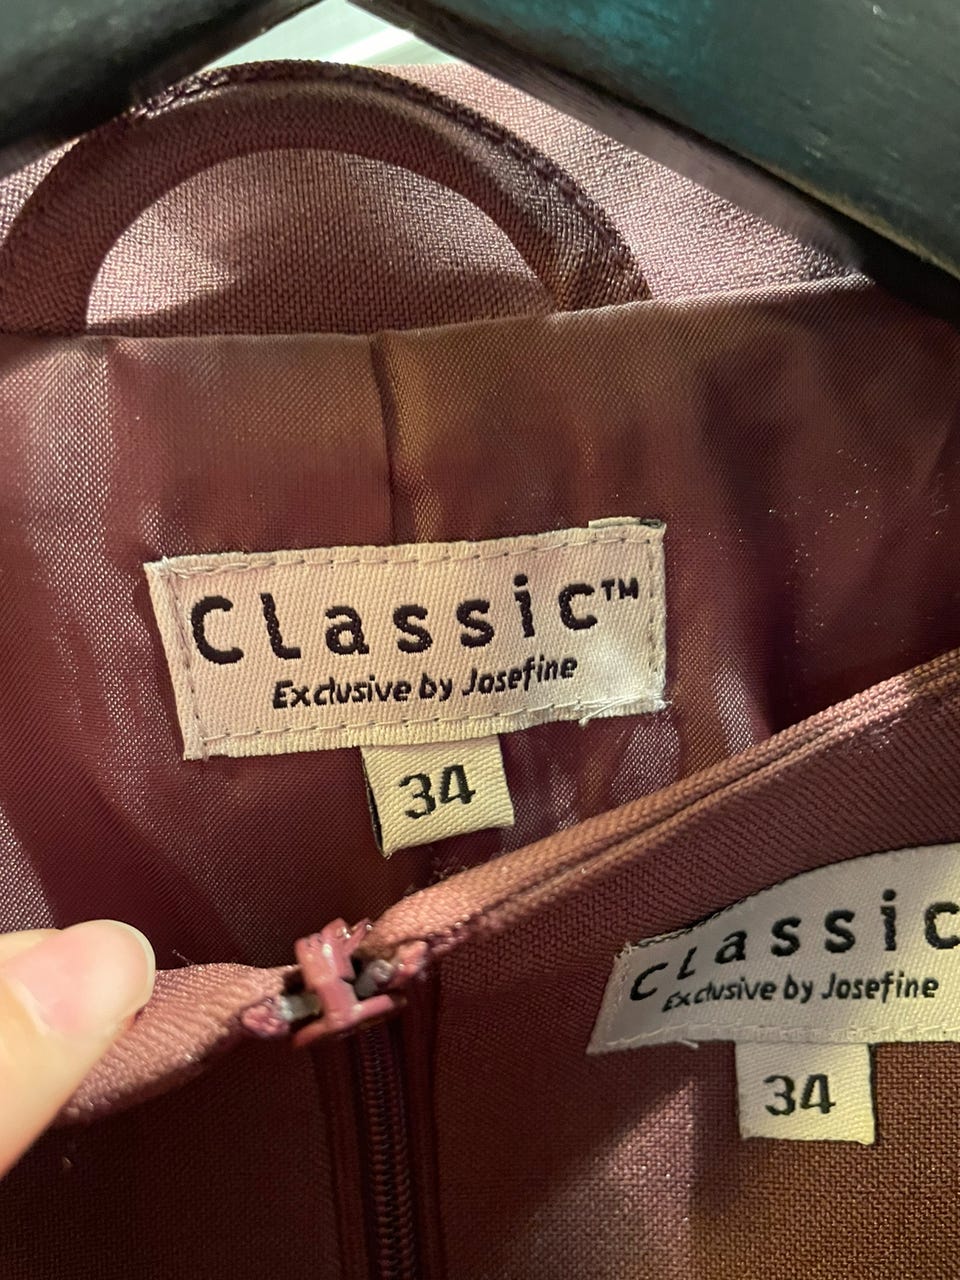 Classic™
Exclusive by Josefine
34
Classic
Exclusive by Josefine
34